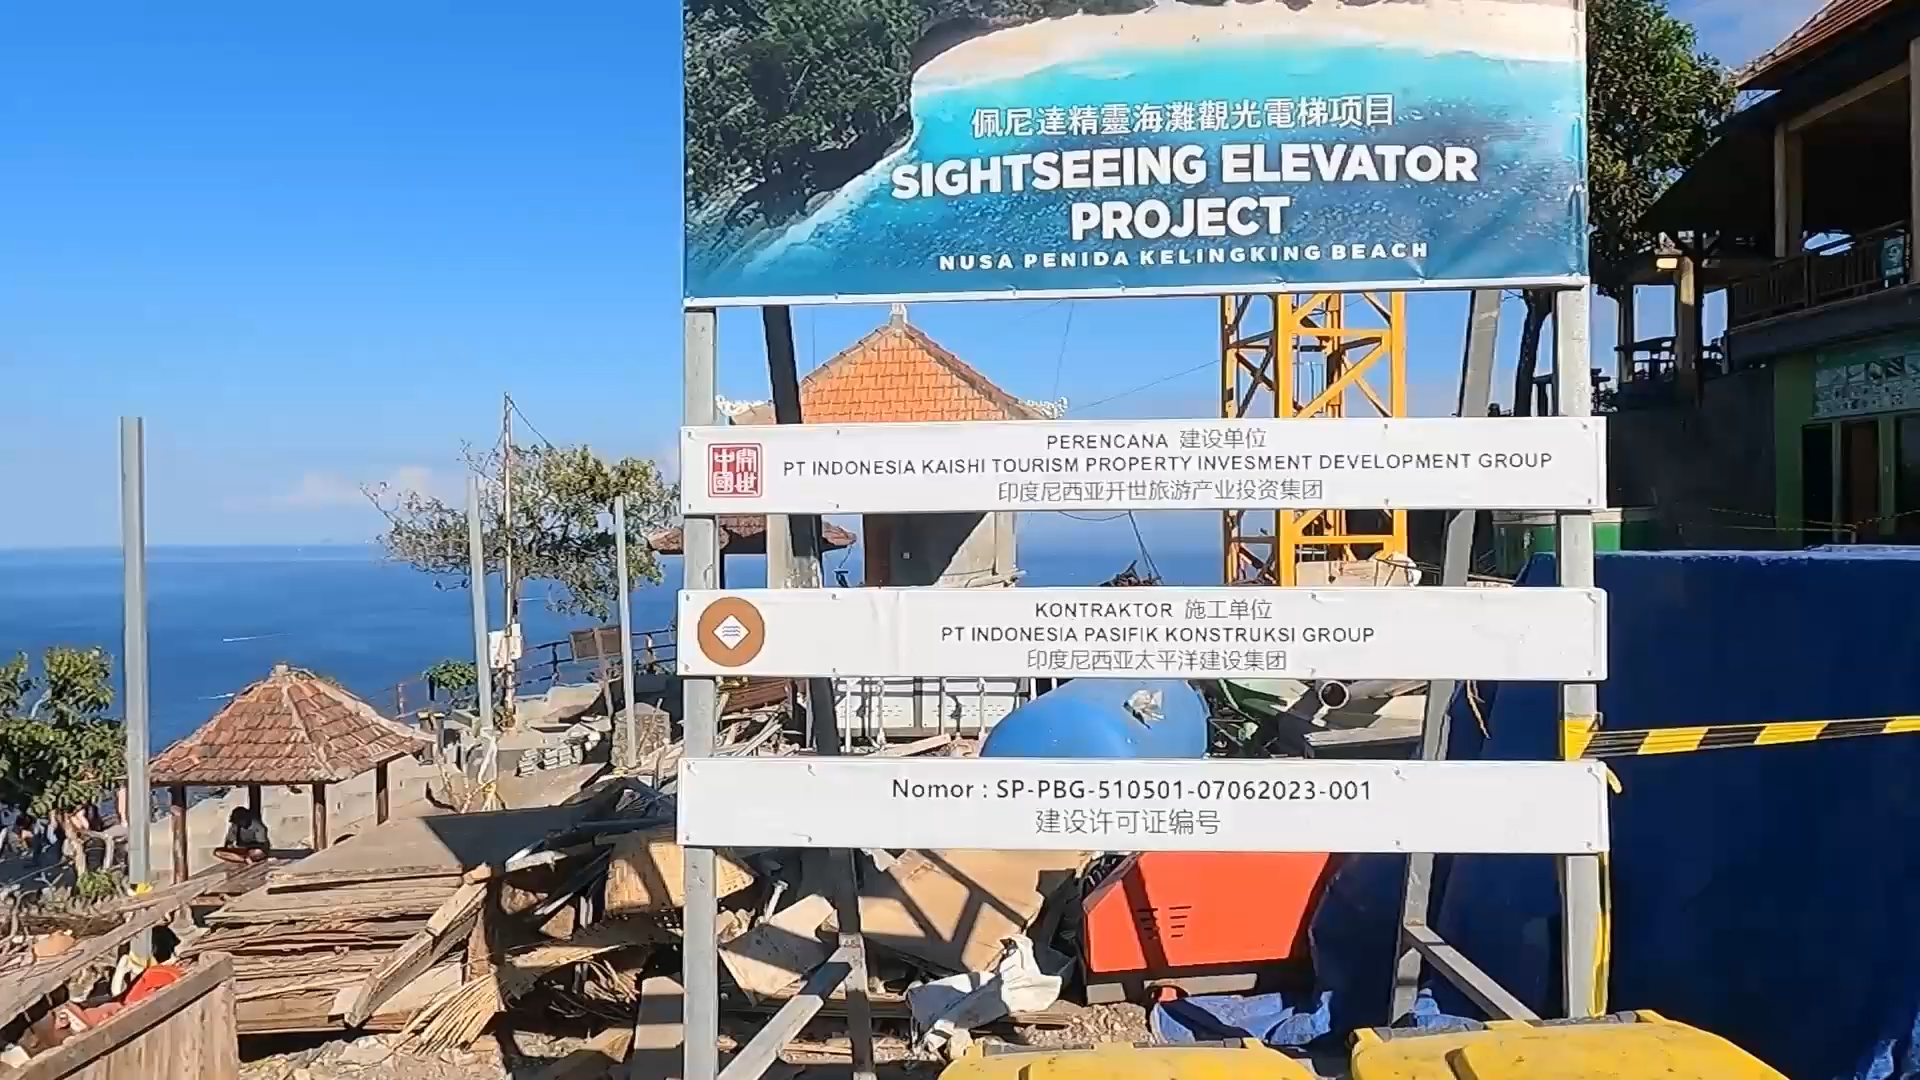 佩尼達精靈海灘觀光電梯项目
SIGHTSEEING ELEVATOR
PROJECT
NUSA PENIDA KELINGKING BEACH
PERENCANA 建设单位
PT INDONESIA KAISHI TOURISM PROPERTY INVESMENT DEVELOPMENT GROUP
印度尼西亚开世旅游产业投资集团
KONTRAKTOR 施工单位
PT INDONESIA PASIFIK KONSTRUKSI GROUP
印度尼西亚太平洋建设集团
Nomor : SP-PBG-510501-07062023-001
建设许可证编号